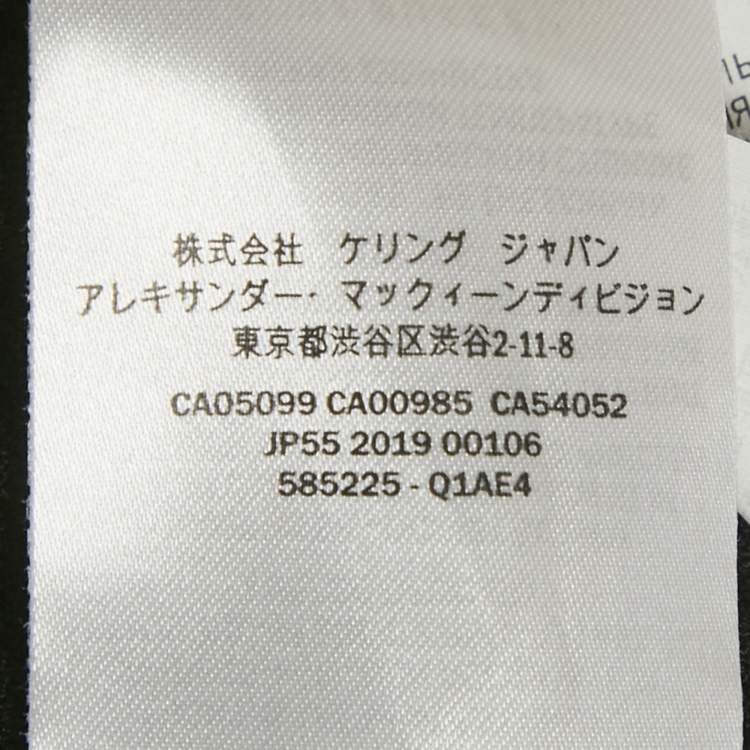 株式会社　ケリング　ジャパン
アレキサンダー・マックィーンディビジョン
東京都渋谷区渋谷2-11-8
CA05099 CA00985 CA54052
JP55 2019 00106
585225 - Q1AE4